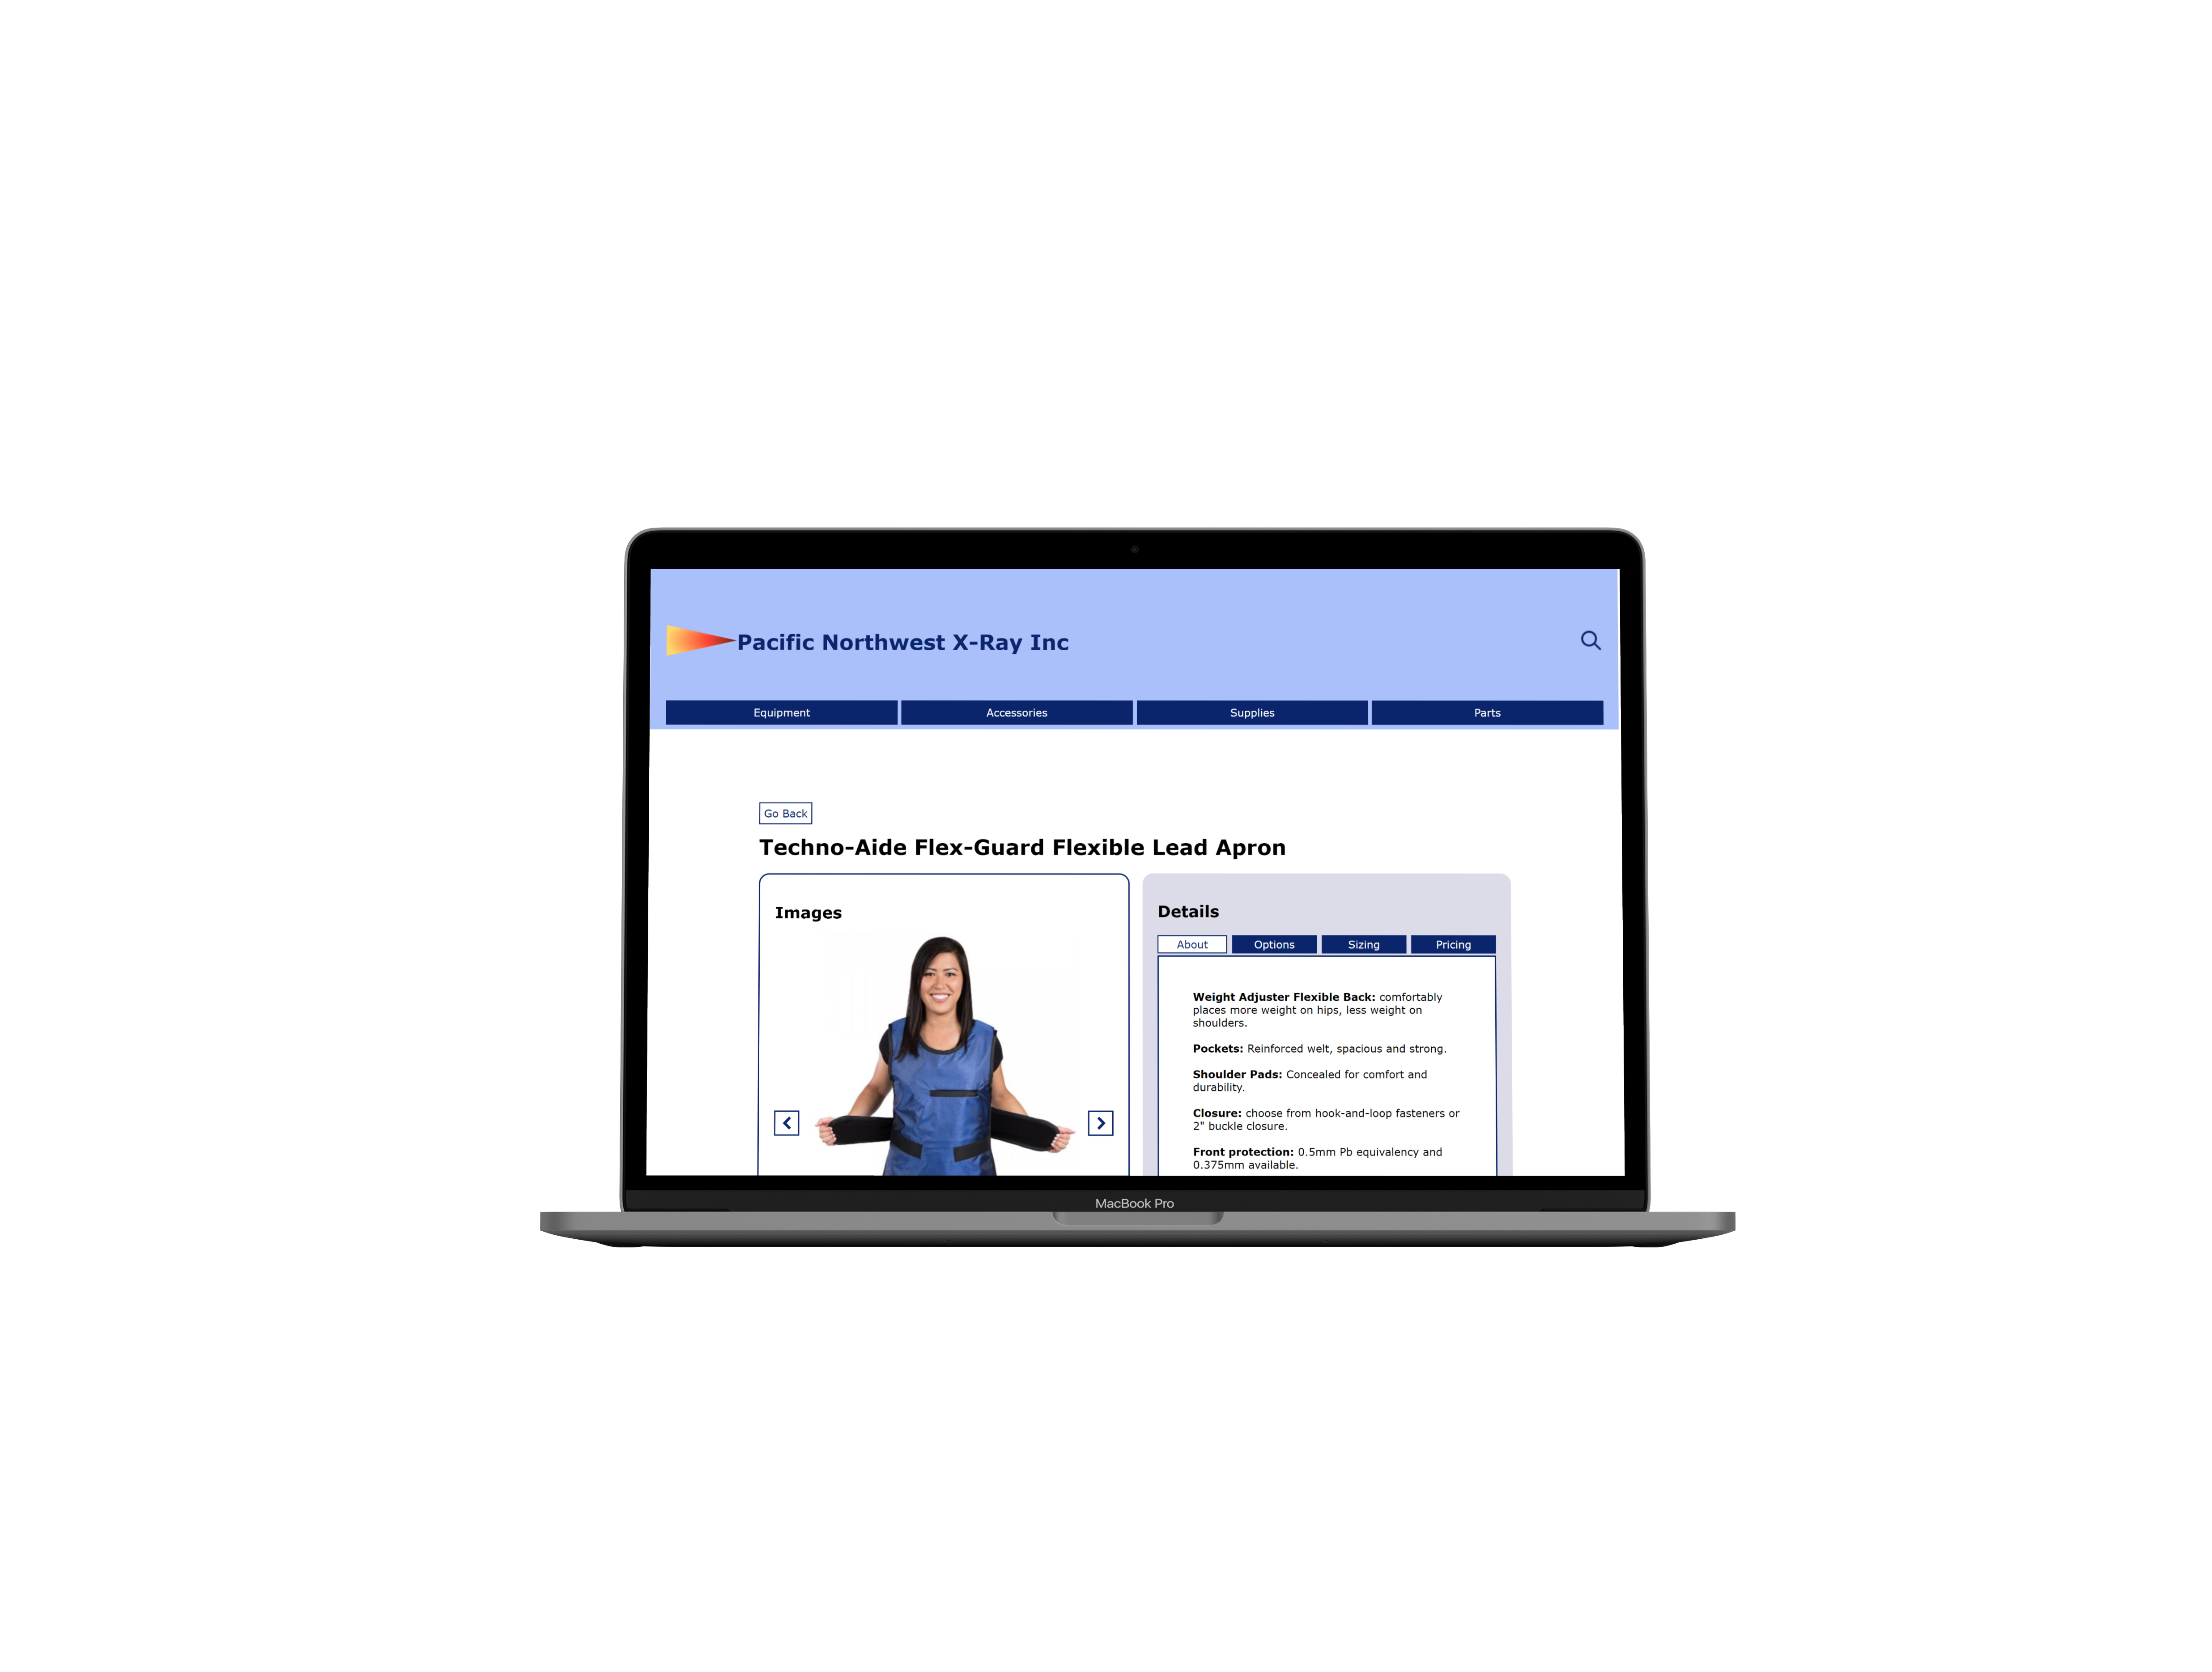 Pacific Northwest X-Ray Inc
Equipment
Accessories
Supplies
Parts
Go Back
Techno-Aide Flex-Guard Flexible Lead Apron
Images
Details
About
Options
Sizing
Pricing
Weight Adjuster Flexible Back: comfortably
places more weight on hips, less weight on
shoulders.
Pockets: Reinforced welt, spacious and strong.
Shoulder Pads: Concealed for comfort and
durability.
Closure: choose from hook-and-loop fasteners or
2" buckle closure.
Front protection: 0.5mm Pb equivalency and
0.375mm available.
MacBook Pro